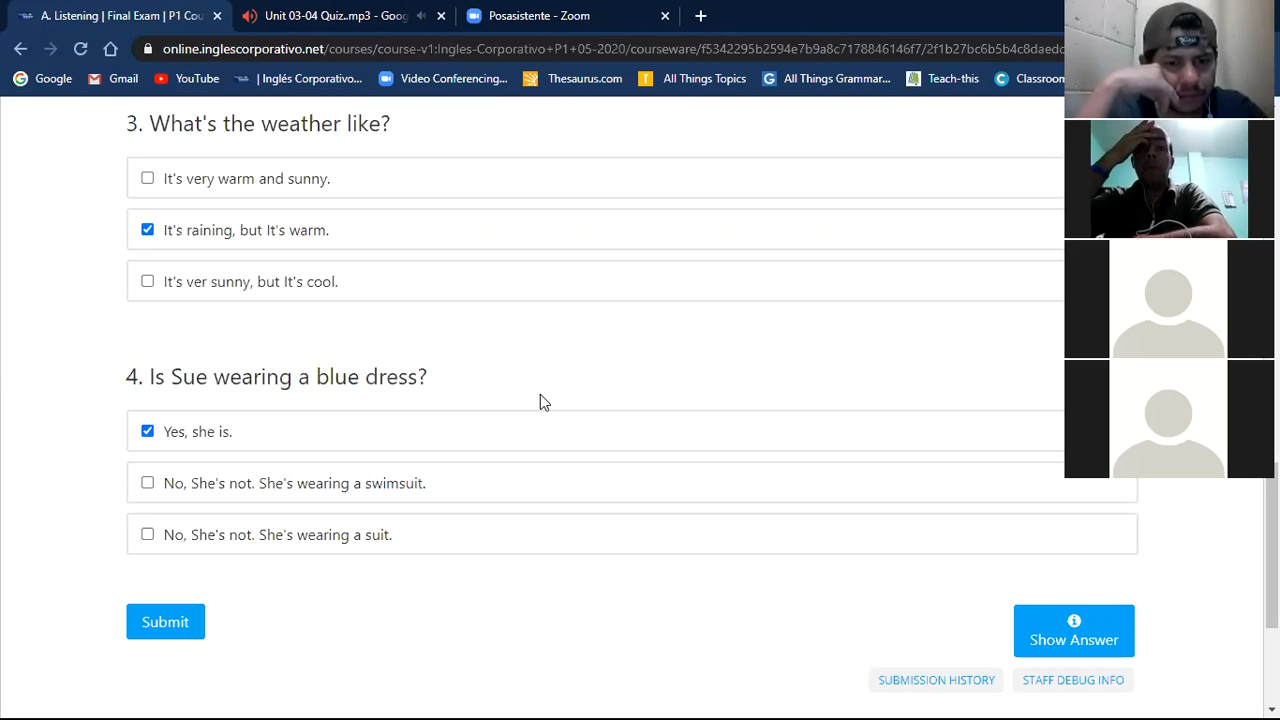 A. Listening | Final Exam | P1 Cou
Unit 03-04 Quiz..mp3 - Goog
Posasistente - Zoom
online.inglescorporativo.net/courses/course-v1:Ingles-Corporativo+P1+05-2020/courseware/f5342295b2594e7b9a8c7178846146f7/2f1b27bc6b5b4c8daedc
Google
Gmail
YouTube
| Inglés Corporativo...
Video Conferencing...
Thesaurus.com
All Things Topics
All Things Grammar...
Teach-this
Classroom
3. What's the weather like?
It's very warm and sunny.
It's raining, but It's warm.
It's ver sunny, but It's cool.
4. Is Sue wearing a blue dress?
Yes, she is.
No, She's not. She's wearing a swimsuit.
No, She's not. She's wearing a suit.
Submit
Show Answer
SUBMISSION HISTORY
STAFF DEBUG INFO